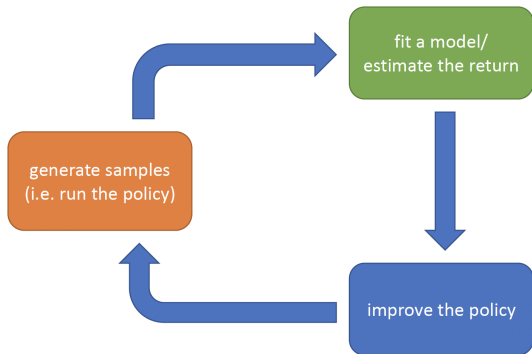 fit a model/
estimate the return
generate samples
(i.e. run the policy)
improve the policy